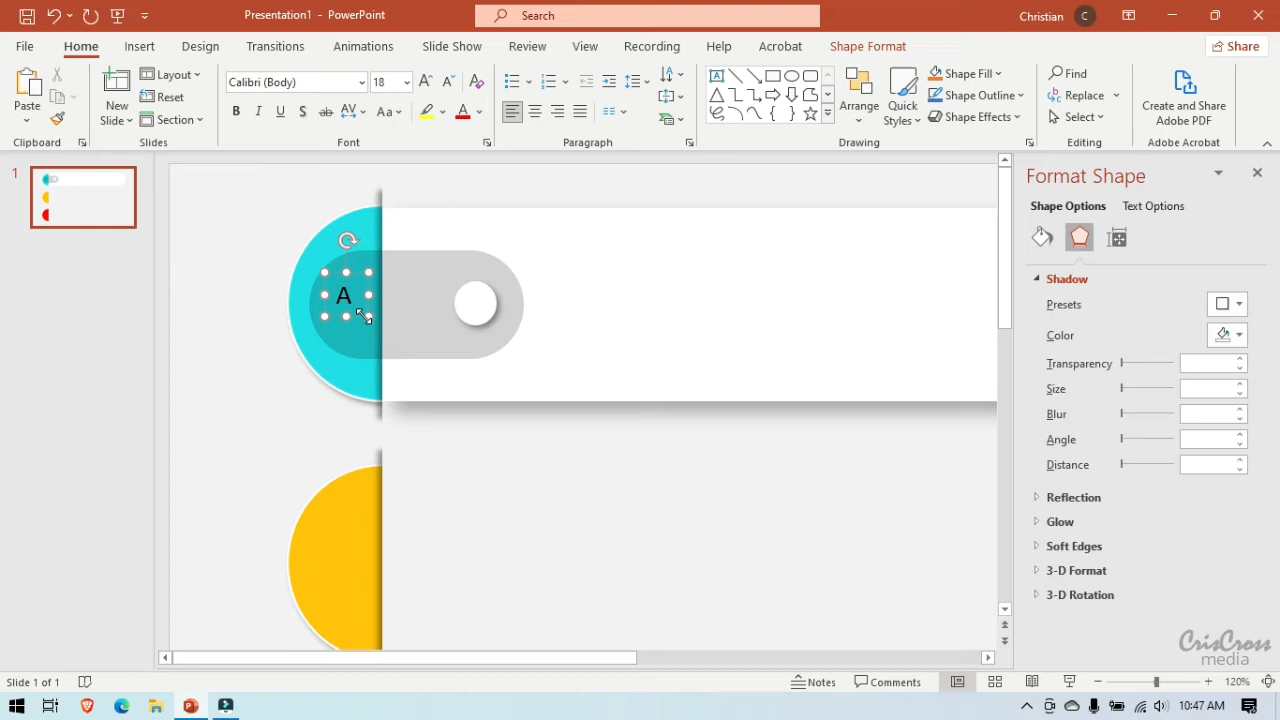 Presentation1 - PowerPoint
Search
Christian
C
File
Home
Insert
Design
Transitions
Animations
Slide Show
Review
View
Recording
Help
Acrobat
Shape Format
Share
Paste
Clipboard
New
Slide
Layout
Reset
Section
Slides
Calibri (Body)
18
B
I
U
S
ab
AV
Aa
A
Font
Paragraph
Arrange
Quick
Styles
Shape Fill
Shape Outline
Shape Effects
Drawing
Find
Replace
Select
Editing
Create and Share
Adobe PDF
Adobe Acrobat
1
A
Format Shape
Shape Options
Text Options
Shadow
Presets
Color
Transparency
Size
Blur
Angle
Distance
Reflection
Glow
Soft Edges
3-D Format
3-D Rotation
CrisCross
media
Slide 1 of 1
Notes
Comments
120%
10:47 AM